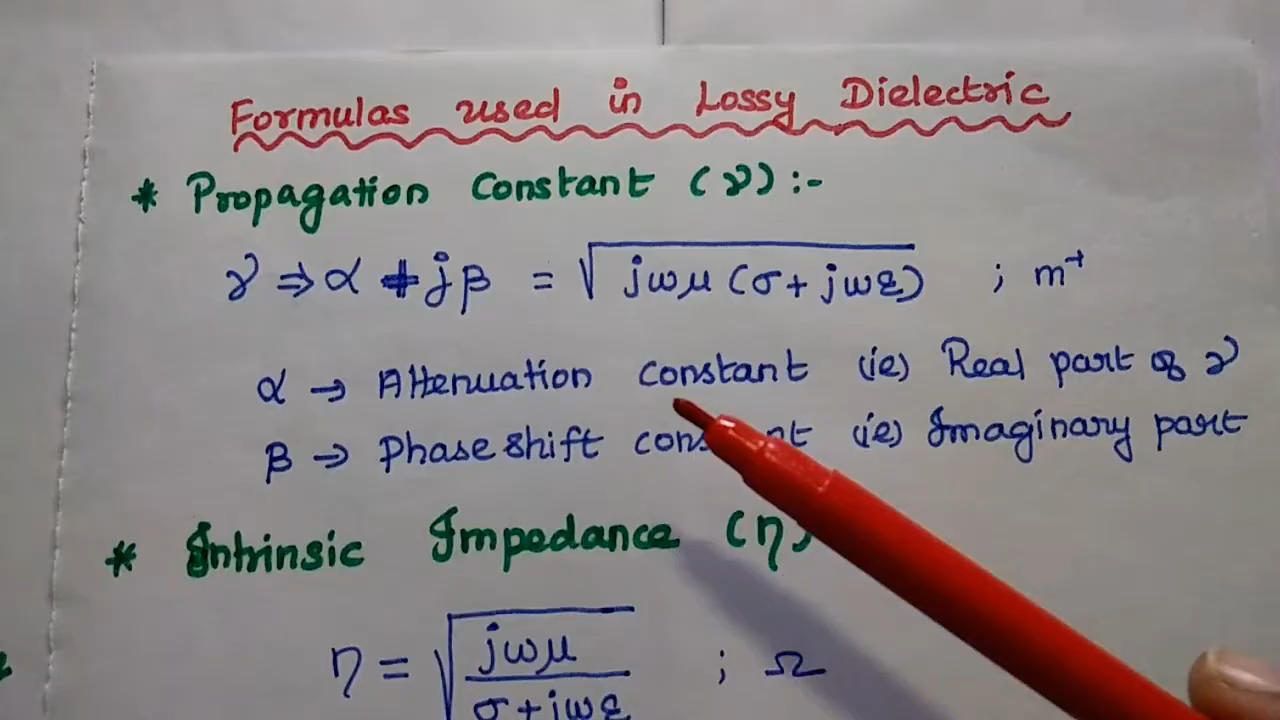 Formulas used in Lossy Dielectric
* Propagation Constant (γ) :-
γ ⇒ α + jβ = √jωμ(σ+jωε) ; m⁻¹
α → Attenuation constant (ie) Real part of γ
β → Phase shift constant (ie) Imaginary part
* Intrinsic Impedance (η)
η = √(jωμ / σ+jωε) ; Ω